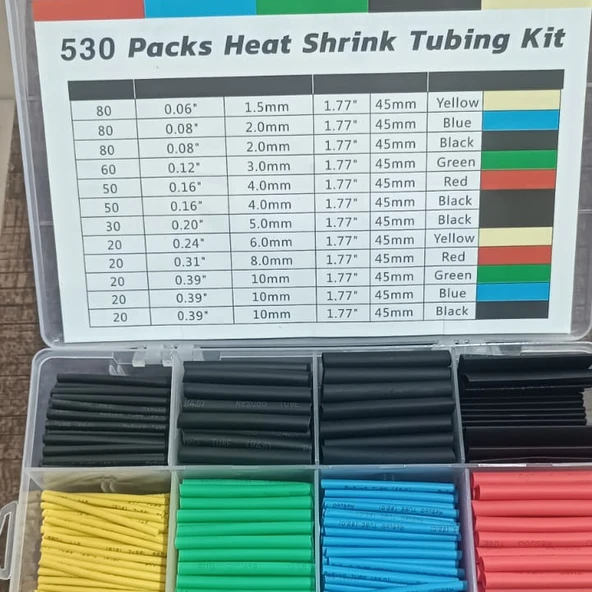 530 Packs Heat Shrink Tubing Kit
80 0.06" 1.5mm 1.77" 45mm Yellow
80 0.08" 2.0mm 1.77" 45mm Blue
80 0.08" 2.0mm 1.77" 45mm Black
60 0.12" 3.0mm 1.77" 45mm Green
50 0.16" 4.0mm 1.77" 45mm Red
50 0.16" 4.0mm 1.77" 45mm Black
30 0.20" 5.0mm 1.77" 45mm Black
20 0.24" 6.0mm 1.77" 45mm Yellow
20 0.31" 8.0mm 1.77" 45mm Red
20 0.39" 10mm 1.77" 45mm Green
20 0.39" 10mm 1.77" 45mm Blue
20 0.39" 10mm 1.77" 45mm Black